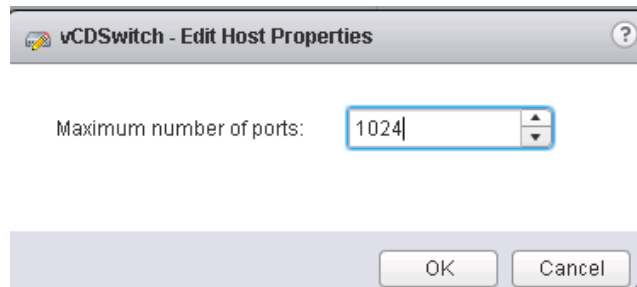 vCDSwitch - Edit Host Properties ?
Maximum number of ports: 1024
OK Cancel